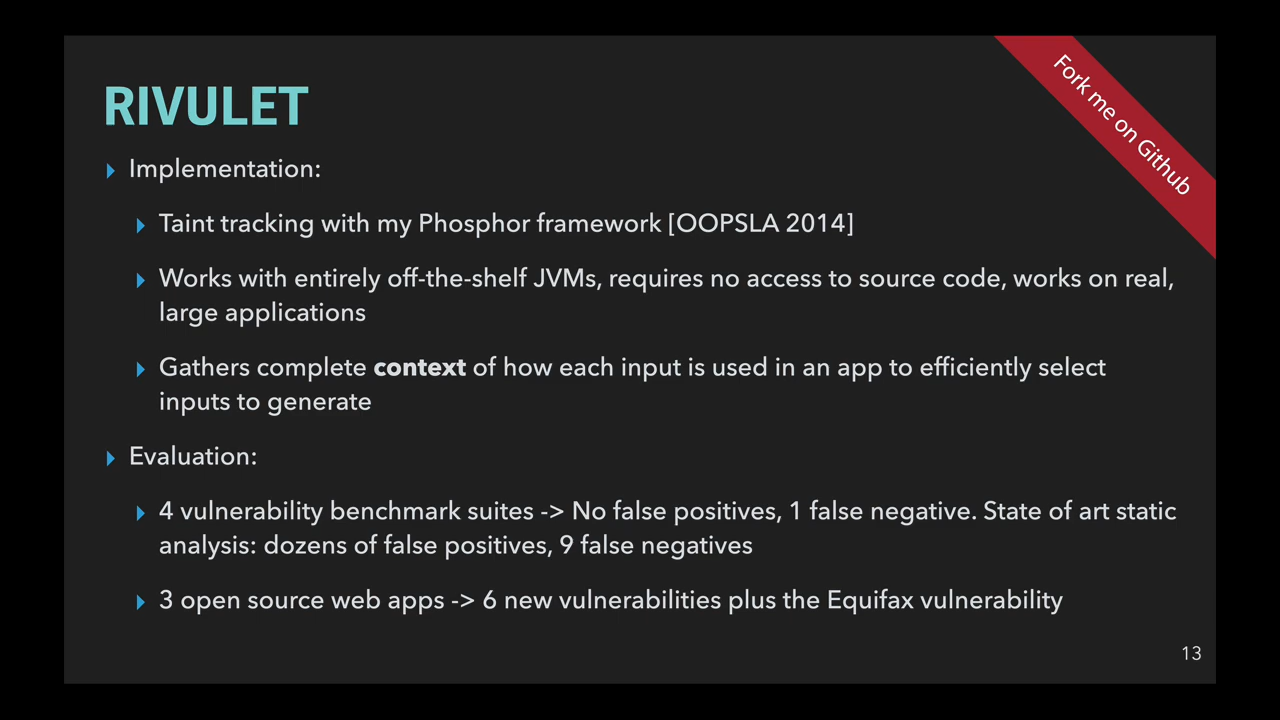 RIVULET
Fork me on Github
Implementation:
Taint tracking with my Phosphor framework [OOPSLA 2014]
Works with entirely off-the-shelf JVMs, requires no access to source code, works on real,
large applications
Gathers complete context of how each input is used in an app to efficiently select
inputs to generate
Evaluation:
4 vulnerability benchmark suites -> No false positives, 1 false negative. State of art static
analysis: dozens of false positives, 9 false negatives
3 open source web apps -> 6 new vulnerabilities plus the Equifax vulnerability
13